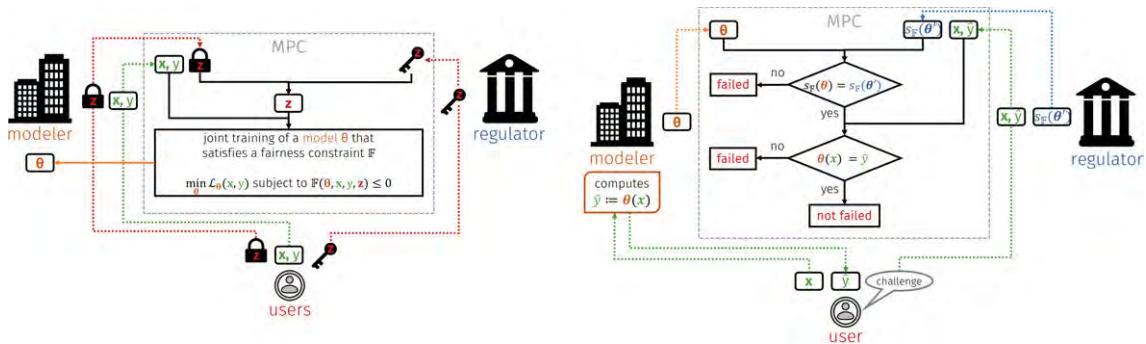 MPC
x, y
z
z
x, y
z
z
modeler
regulator
z
joint training of a model θ that
satisfies a fairness constraint 𝔽
min ℒθ(x, y) subject to 𝔽(θ, x, y, z) ≤ 0
θ
θ
z
x, y
z
users
MPC
θ
s𝔽(θ′)
x, ŷ
no
failed
s𝔽(θ) = s𝔽(θ′)
yes
θ
x, ŷ
s𝔽(θ′)
modeler
regulator
no
failed
θ(x) = ŷ
computes
ŷ ≔ θ(x)
yes
not failed
x
ŷ
challenge
user